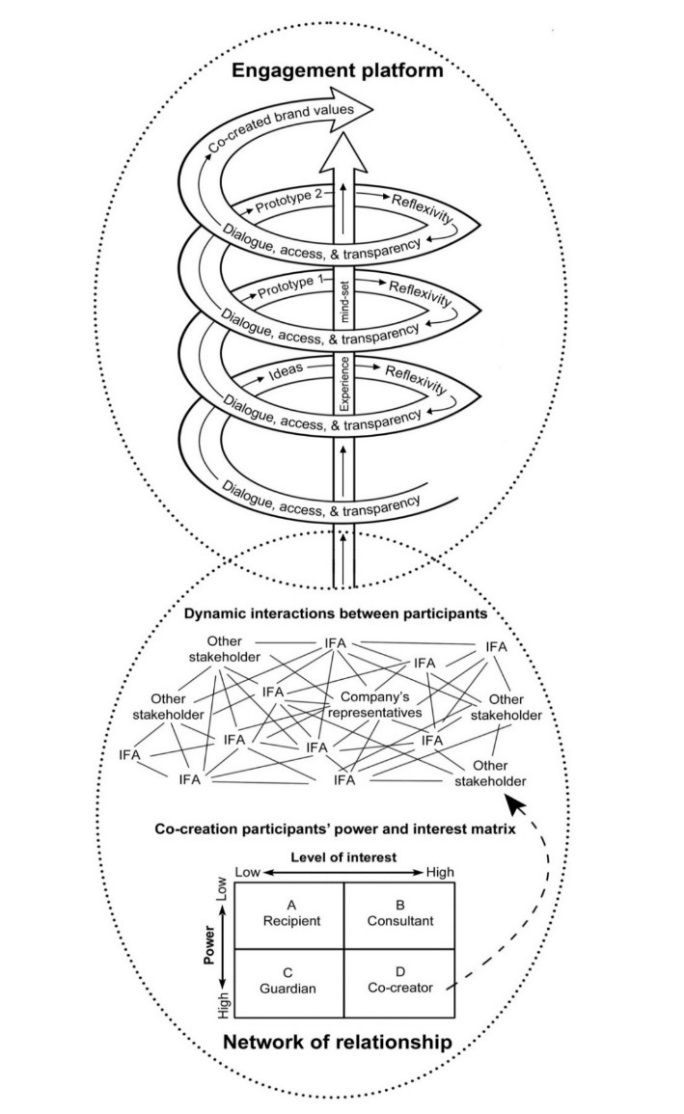 Engagement platform
Co-created brand values
Prototype 2
Reflexivity
Dialogue, access, & transparency
Prototype 1
Reflexivity
Dialogue, access, & transparency
mind-set
Ideas
Reflexivity
Experience
Dialogue, access, & transparency
Dialogue, access, & transparency
Dynamic interactions between participants
Other
stakeholder
IFA
IFA
IFA
Other
stakeholder
IFA
Company's
representatives
Other
stakeholder
IFA
IFA
IFA
IFA
IFA
IFA
Other
stakeholder
Co-creation participants' power and interest matrix
Level of interest
Low
High
Low
Power
High
A
Recipient
B
Consultant
C
Guardian
D
Co-creator
Network of relationship